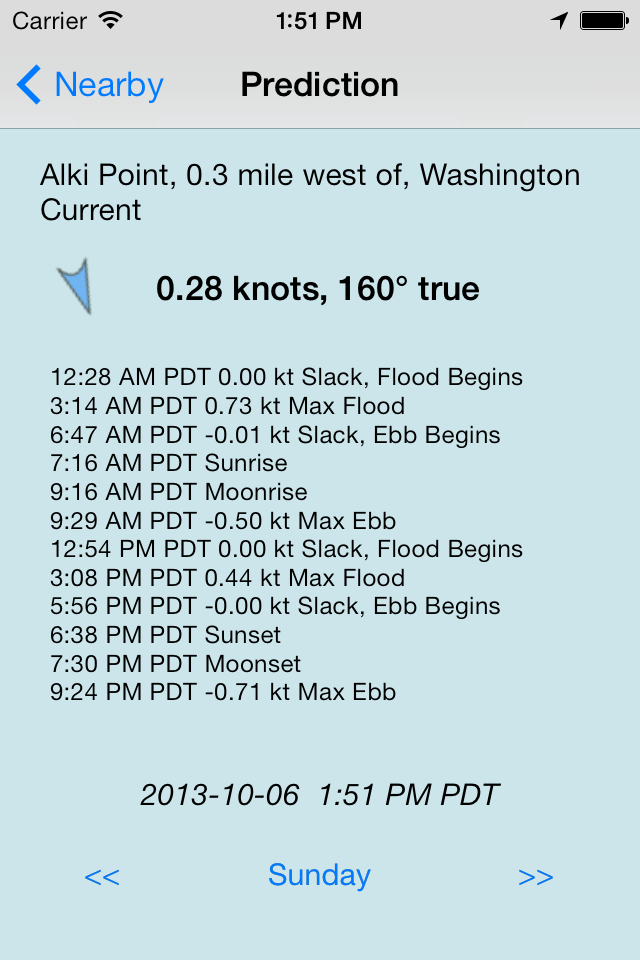 Carrier 1:51 PM
Nearby Prediction
Alki Point, 0.3 mile west of, Washington
Current
0.28 knots, 160° true
12:28 AM PDT 0.00 kt Slack, Flood Begins
3:14 AM PDT 0.73 kt Max Flood
6:47 AM PDT -0.01 kt Slack, Ebb Begins
7:16 AM PDT Sunrise
9:16 AM PDT Moonrise
9:29 AM PDT -0.50 kt Max Ebb
12:54 PM PDT 0.00 kt Slack, Flood Begins
3:08 PM PDT 0.44 kt Max Flood
5:56 PM PDT -0.00 kt Slack, Ebb Begins
6:38 PM PDT Sunset
7:30 PM PDT Moonset
9:24 PM PDT -0.71 kt Max Ebb
2013-10-06 1:51 PM PDT
<< Sunday >>